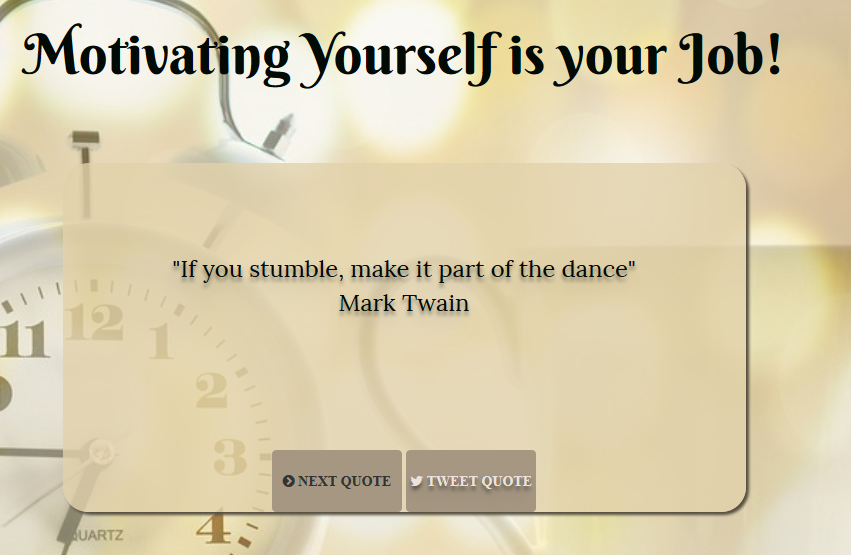 Motivating Yourself is your Job!
"If you stumble, make it part of the dance"
Mark Twain
12
11
1
2
3
4
NEXT QUOTE
TWEET QUOTE
QUARTZ